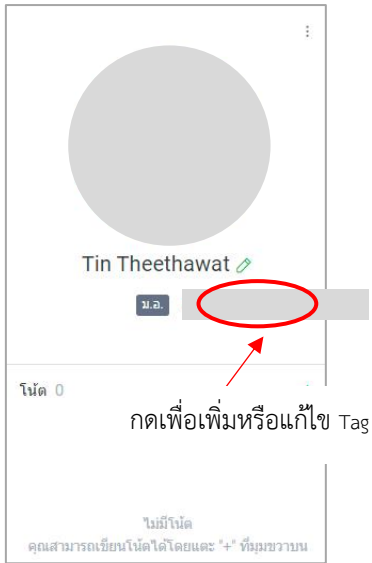 Tin Theethawat
ม.อ.
โน้ต 0
กดเพื่อเพิ่มหรือแก้ไข Tag
ไม่มีโน้ต
คุณสามารถเขียนโน้ตได้โดยแตะ "+" ที่มุมขวาบน